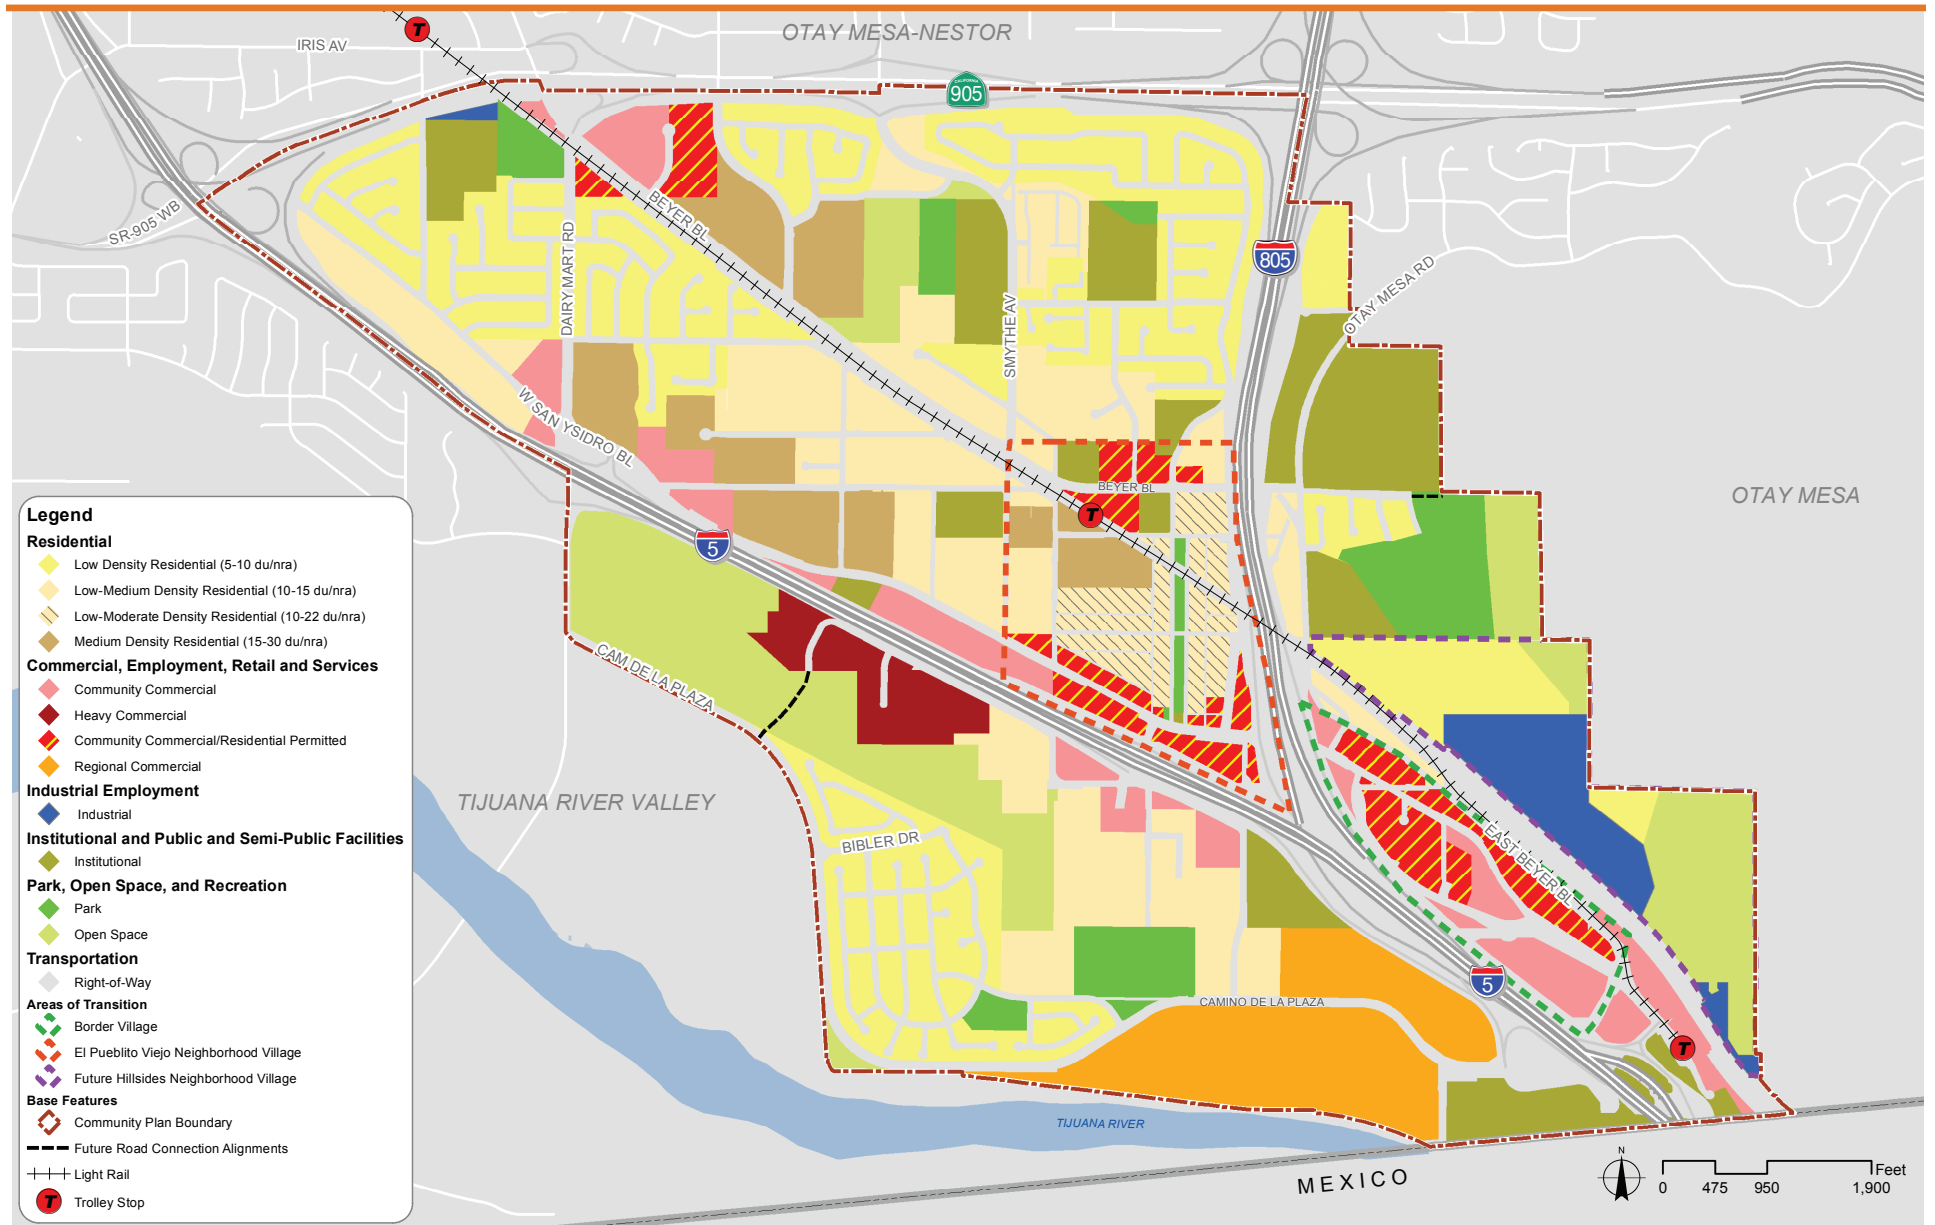 OTAY MESA-NESTOR
IRIS AV
T
CALIFORNIA
905
SR-905 WB
BEYER BL
DAIRY MART RD
805
OTAY MESA RD
SMYTHE AV
W SAN YSIDRO BL
BEYER BL
T
OTAY MESA
5
CAM DE LA PLAZA
TIJUANA RIVER VALLEY
BIBLER DR
EAST BEYER BL
5
CAMINO DE LA PLAZA
T
TIJUANA RIVER
MEXICO
N
Feet
0 475 950 1,900
Legend
Residential
Low Density Residential (5-10 du/nra)
Low-Medium Density Residential (10-15 du/nra)
Low-Moderate Density Residential (10-22 du/nra)
Medium Density Residential (15-30 du/nra)
Commercial, Employment, Retail and Services
Community Commercial
Heavy Commercial
Community Commercial/Residential Permitted
Regional Commercial
Industrial Employment
Industrial
Institutional and Public and Semi-Public Facilities
Institutional
Park, Open Space, and Recreation
Park
Open Space
Transportation
Right-of-Way
Areas of Transition
Border Village
El Pueblito Viejo Neighborhood Village
Future Hillsides Neighborhood Village
Base Features
Community Plan Boundary
Future Road Connection Alignments
Light Rail
T Trolley Stop